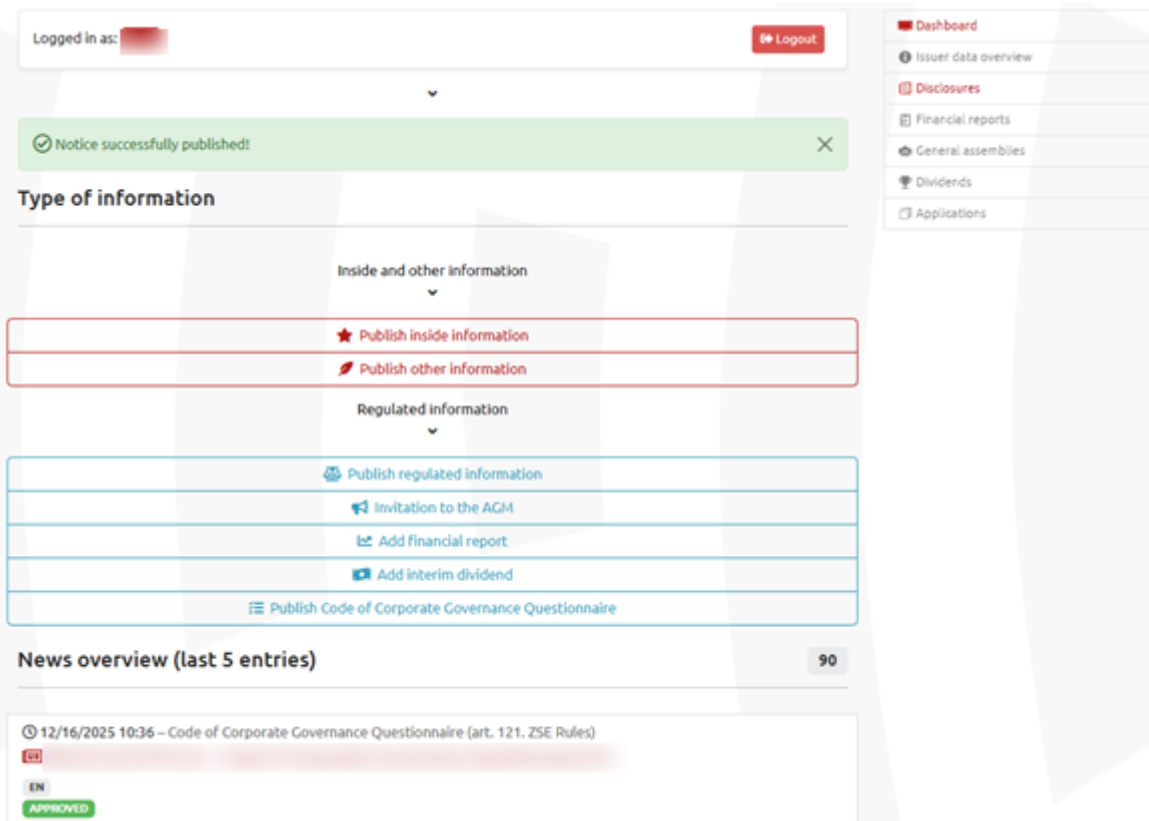 Logged in as:
Logout
Notice successfully published!
Type of information
Inside and other information
Publish inside information
Publish other information
Regulated information
Publish regulated information
Invitation to the AGM
Add financial report
Add interim dividend
Publish Code of Corporate Governance Questionnaire
News overview (last 5 entries)
90
12/16/2025 10:36 – Code of Corporate Governance Questionnaire (art. 121. ZSE Rules)
EN
APPROVED
Dashboard
Issuer data overview
Disclosures
Financial reports
General assemblies
Dividends
Applications